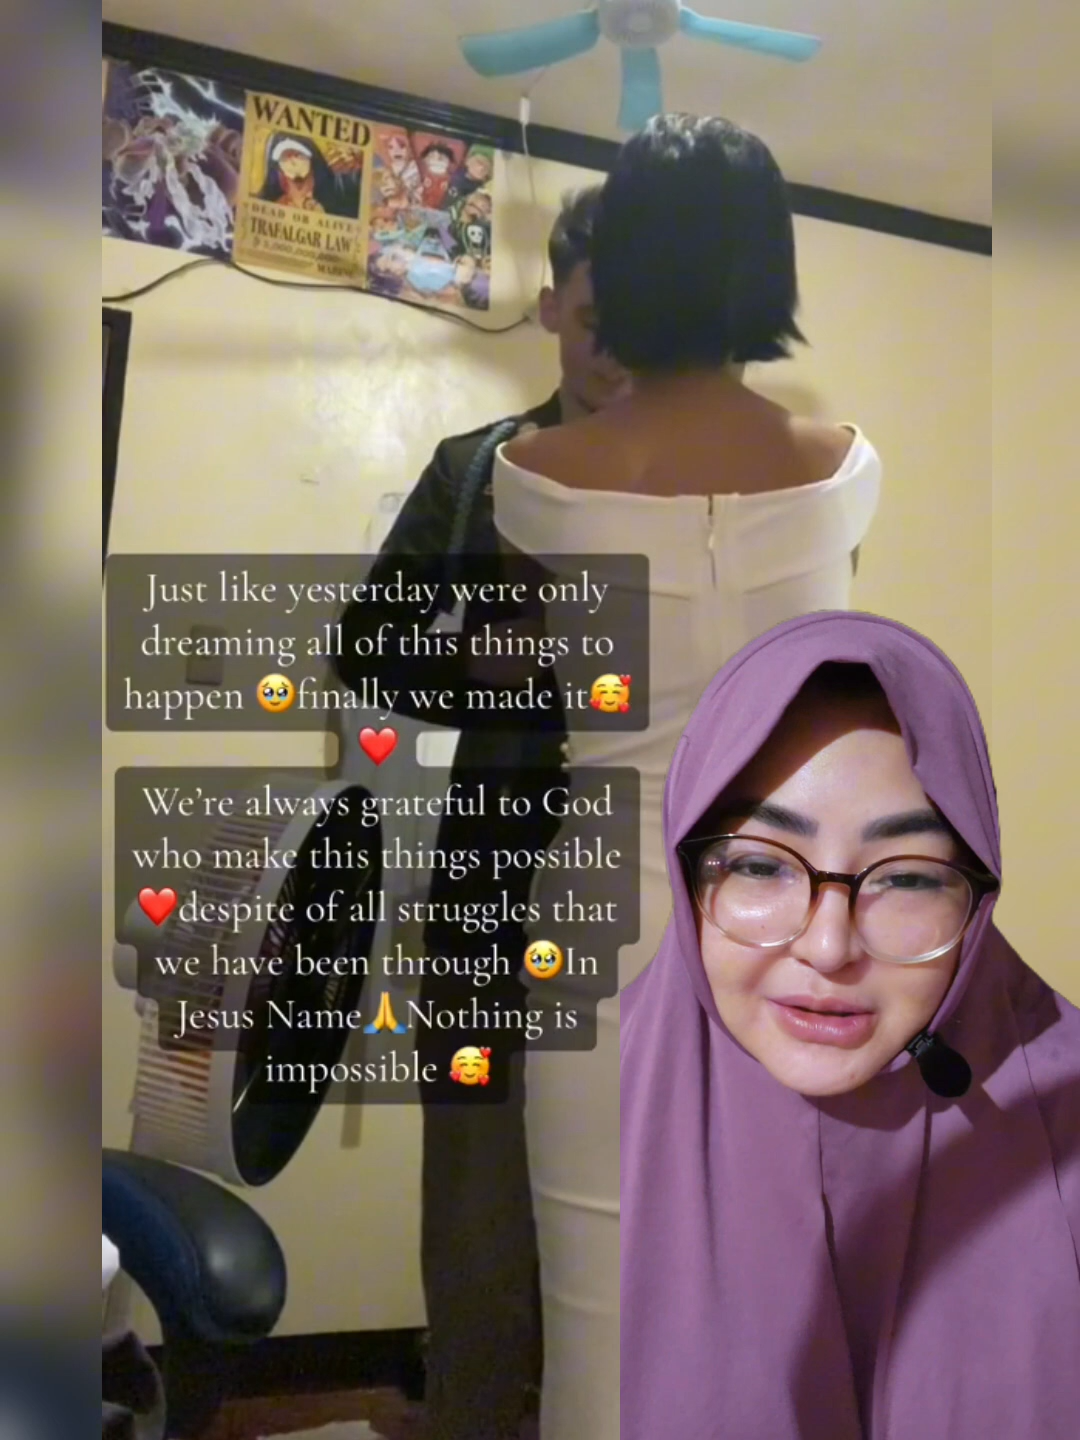 WANTED
DEAD OR ALIVE
TRAFALGAR LAW
MARINE
Just like yesterday were only
dreaming all of this things to
happen 🥹finally we made it🥰
❤️
We're always grateful to God
who make this things possible
❤️despite of all struggles that
we have been through 🥹In
Jesus Name🙏Nothing is
impossible 🥰